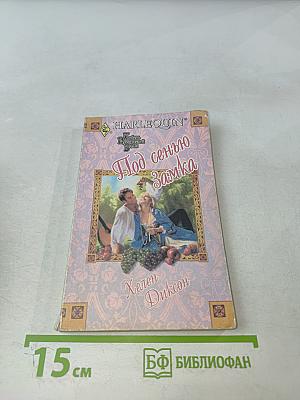 HARLEQUIN®
Под сенью
замка
Хелен
Диксон
15 см
БФ БИБЛИОФАН